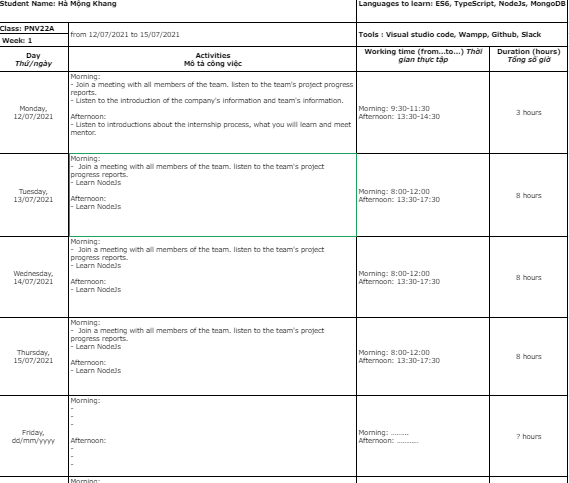 Student Name: Hà Mộng Khang
Languages to learn: ES6, TypeScript, NodeJs, MongoDB
Class: PNV22A
Week: 1
from 12/07/2021 to 15/07/2021
Tools : Visual studio code, Wampp, Github, Slack
Day
Thứ/ngày
Activities
Mô tả công việc
Working time (from...to...) Thời
gian thực tập
Duration (hours)
Tổng số giờ
Monday,
12/07/2021
Morning:
- Join a meeting with all members of the team. listen to the team's project progress
reports.
- Listen to the introduction of the company's information and team's information.
Afternoon:
- Listen to introductions about the internship process, what you will learn and meet
mentor.
Morning: 9:30-11:30
Afternoon: 13:30-14:30
3 hours
Tuesday,
13/07/2021
Morning:
- Join a meeting with all members of the team. listen to the team's project
progress reports.
- Learn NodeJs
Afternoon:
- Learn NodeJs
Morning: 8:00-12:00
Afternoon: 13:30-17:30
8 hours
Wednesday,
14/07/2021
Morning:
- Join a meeting with all members of the team. listen to the team's project
progress reports.
- Learn NodeJs
Afternoon:
- Learn NodeJs
Morning: 8:00-12:00
Afternoon: 13:30-17:30
8 hours
Thursday,
15/07/2021
Morning:
- Join a meeting with all members of the team. listen to the team's project
progress reports.
- Learn NodeJs
Afternoon:
- Learn NodeJs
Morning: 8:00-12:00
Afternoon: 13:30-17:30
8 hours
Friday,
dd/mm/yyyy
Morning:
-
-
-
Afternoon:
-
-
-
Morning: .........
Afternoon: ...........
? hours
Morning: